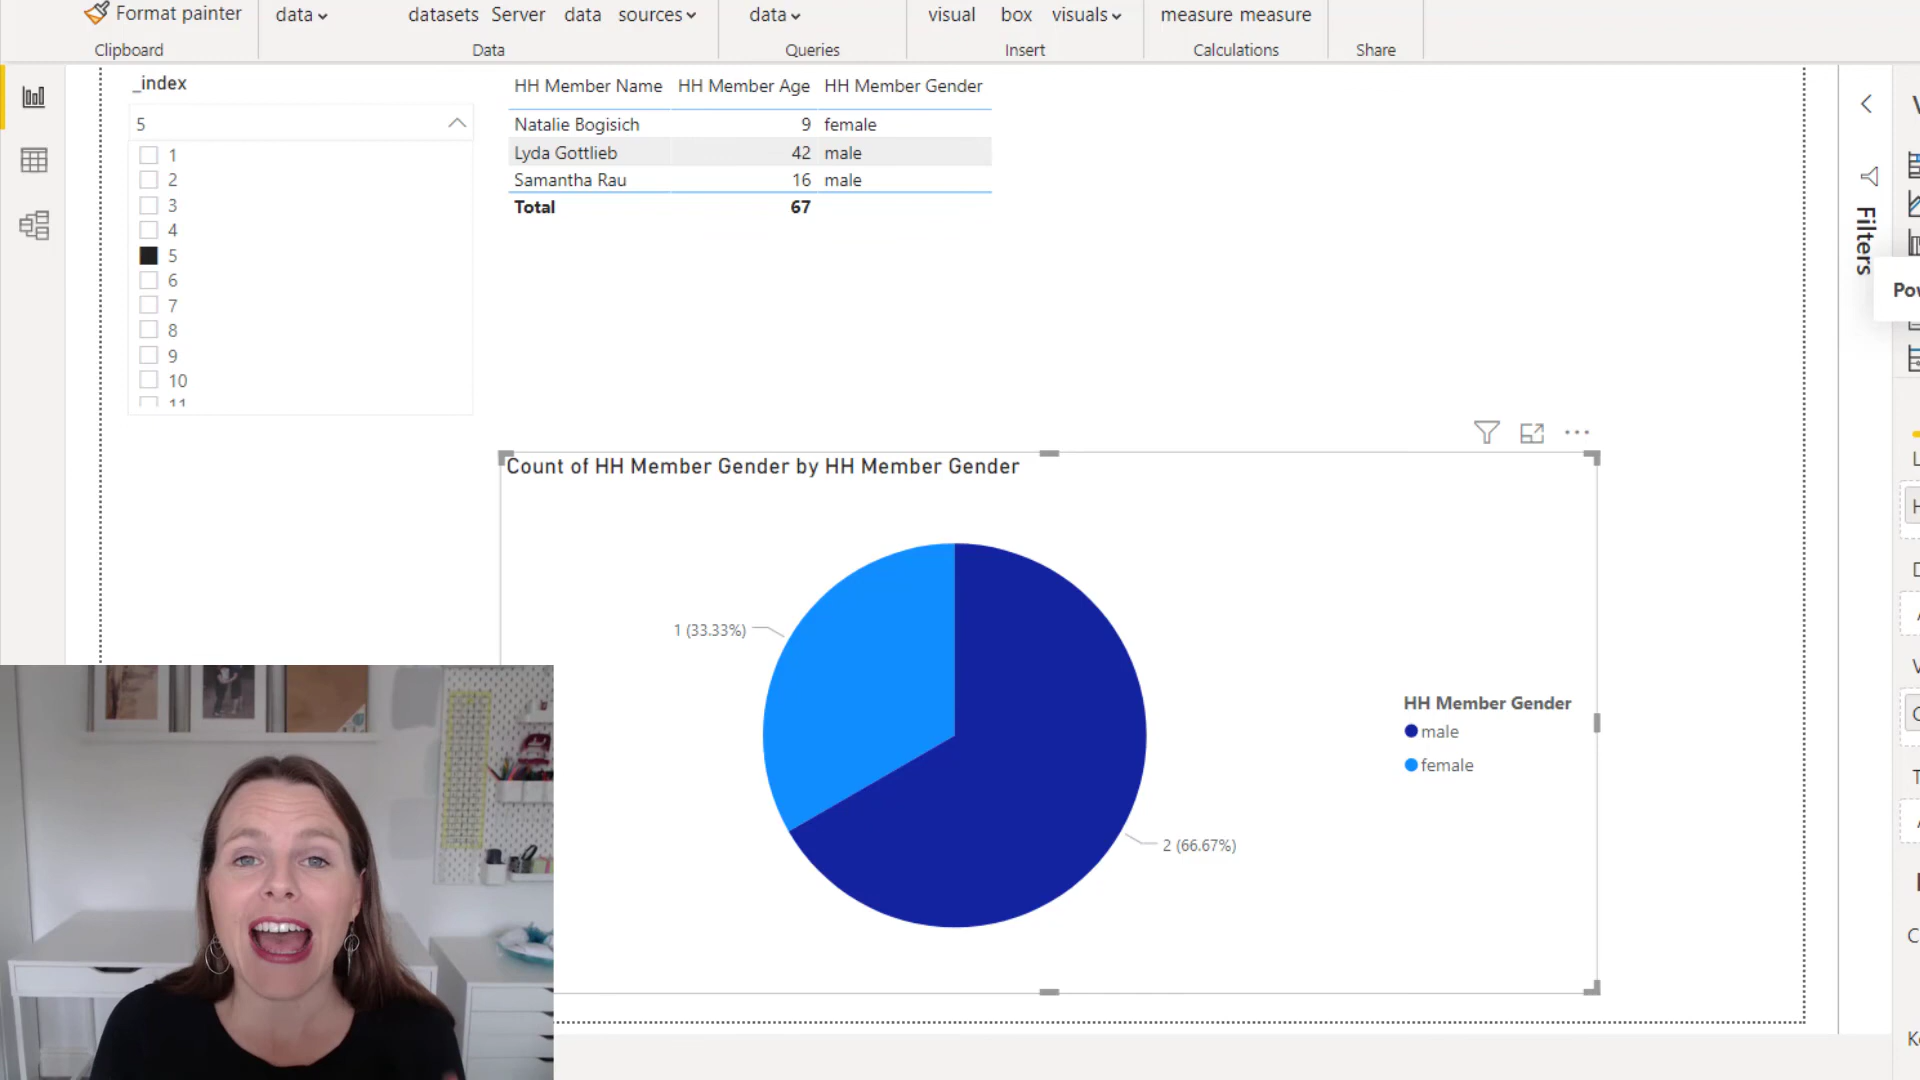 Format painter
data
datasets Server data sources
data
visual box visuals
measure measure
Clipboard
Data
Queries
Insert
Calculations
Share
_index
5
1
2
3
4
5
6
7
8
9
10
11
HH Member Name HH Member Age HH Member Gender
Natalie Bogisich 9 female
Lyda Gottlieb 42 male
Samantha Rau 16 male
Total 67
Filters
Count of HH Member Gender by HH Member Gender
1 (33.33%)
2 (66.67%)
HH Member Gender
male
female